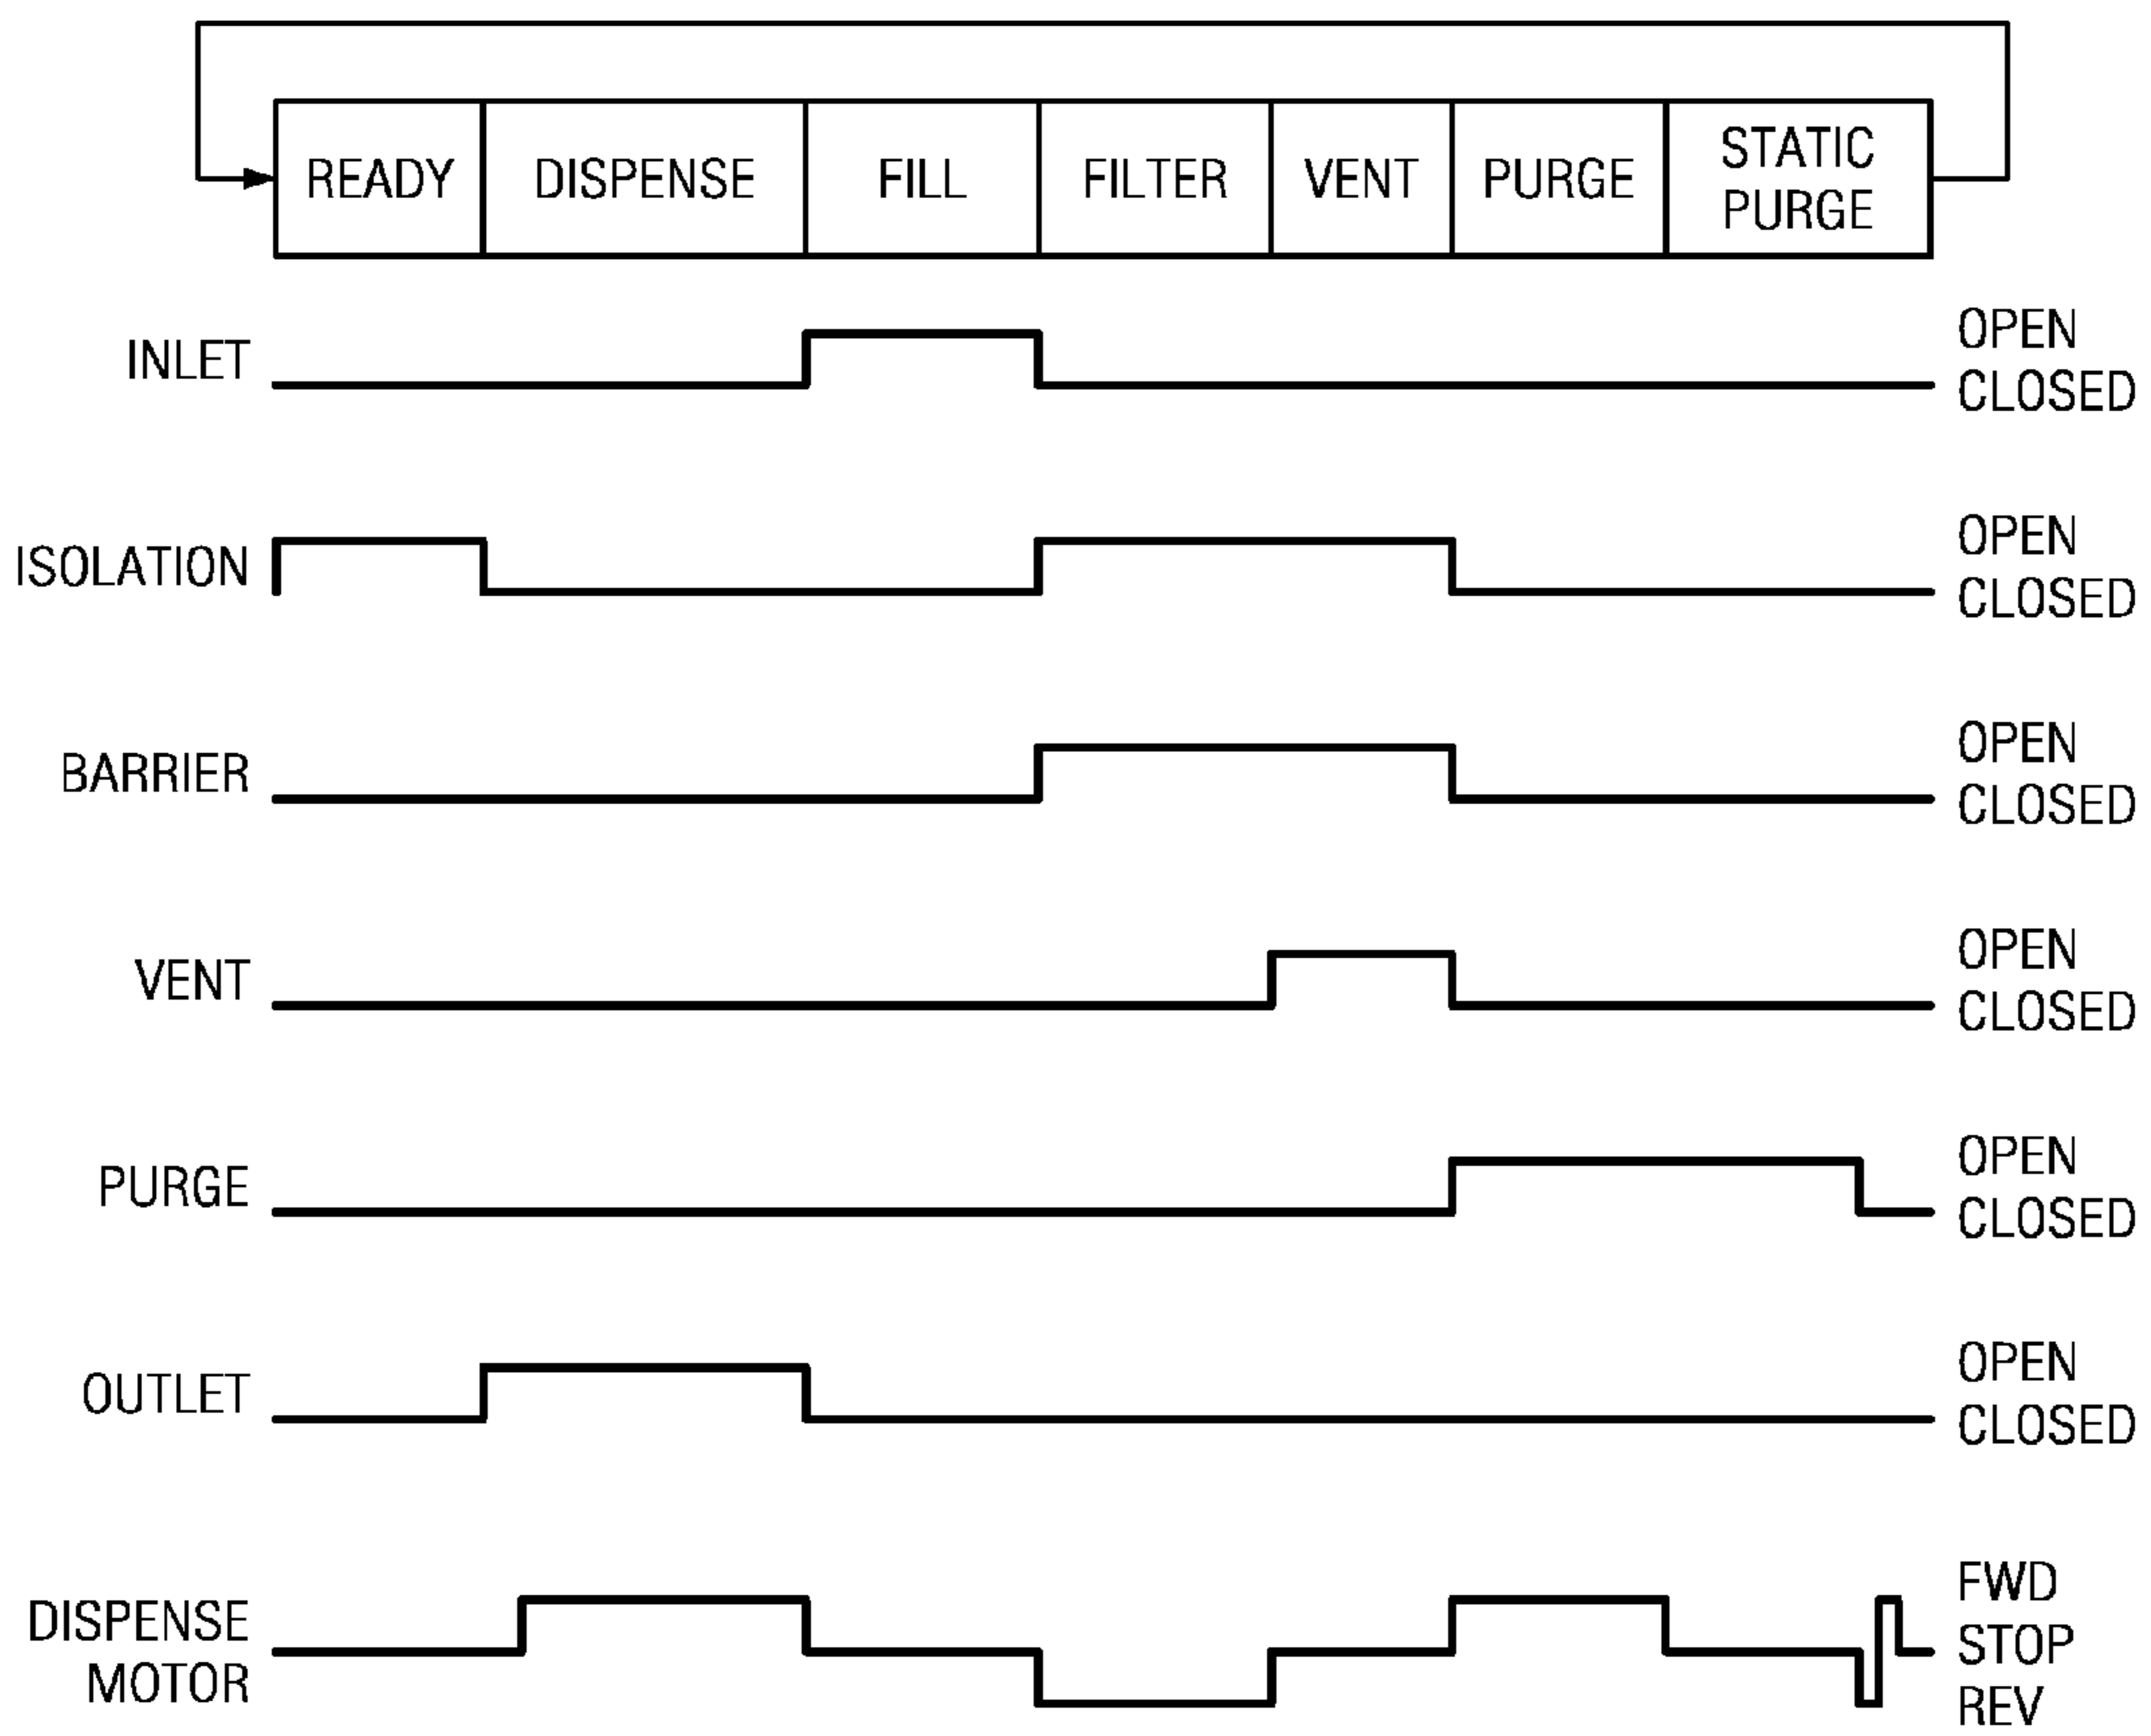 READY DISPENSE FILL FILTER VENT PURGE STATIC PURGE
INLET
OPEN
CLOSED
ISOLATION
OPEN
CLOSED
BARRIER
OPEN
CLOSED
VENT
OPEN
CLOSED
PURGE
OPEN
CLOSED
OUTLET
OPEN
CLOSED
DISPENSE
MOTOR
FWD
STOP
REV